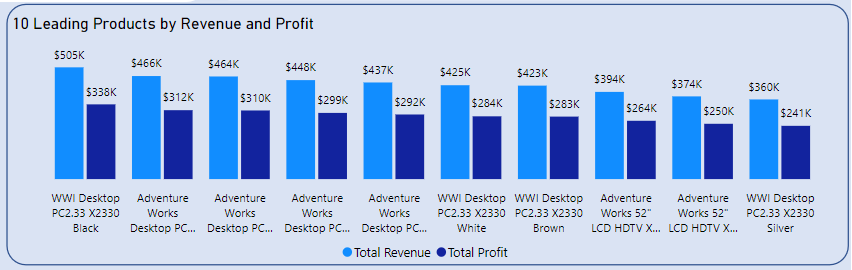 10 Leading Products by Revenue and Profit
$505K
$338K
$466K
$312K
$464K
$310K
$448K
$299K
$437K
$292K
$425K
$284K
$423K
$283K
$394K
$264K
$374K
$250K
$360K
$241K
WWI Desktop
PC2.33 X2330
Black
Adventure
Works
Desktop PC...
Adventure
Works
Desktop PC...
Adventure
Works
Desktop PC...
Adventure
Works
Desktop PC...
WWI Desktop
PC2.33 X2330
White
WWI Desktop
PC2.33 X2330
Brown
Adventure
Works 52"
LCD HDTV X...
Adventure
Works 52"
LCD HDTV X...
WWI Desktop
PC2.33 X2330
Silver
Total Revenue
Total Profit